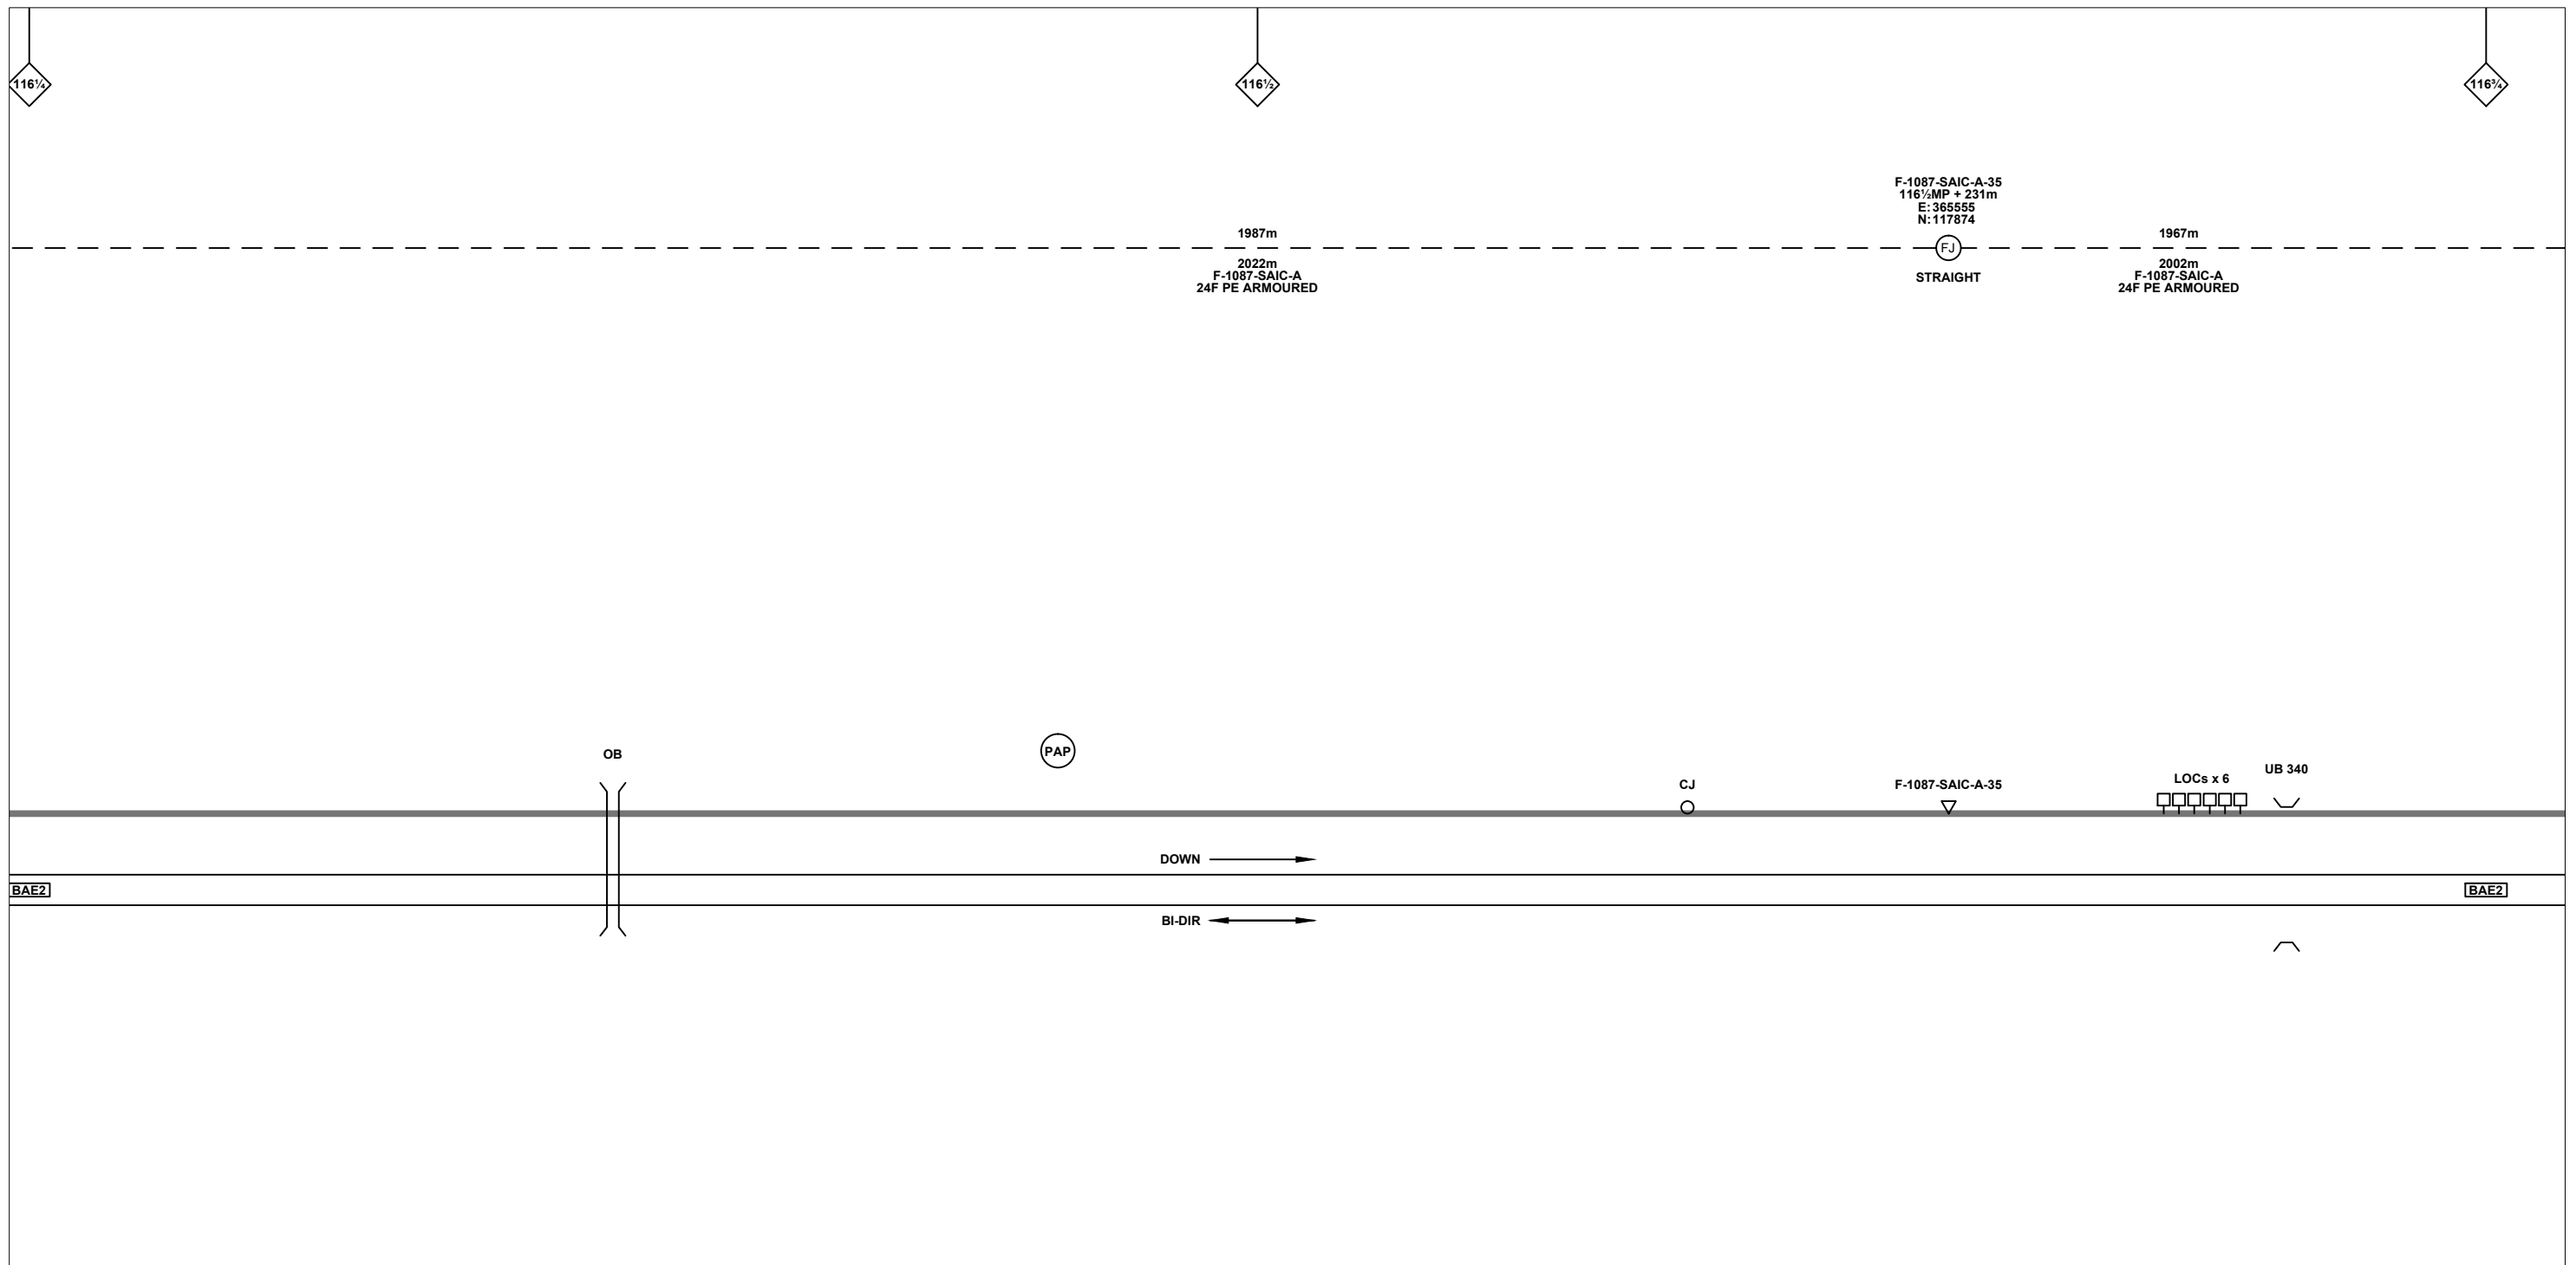 116¼
116½
116¾
F-1087-SAIC-A-35
116½MP + 231m
E: 365555
N: 117874
1987m
1967m
FJ
2022m
F-1087-SAIC-A
24F PE ARMOURED
STRAIGHT
2002m
F-1087-SAIC-A
24F PE ARMOURED
OB
PAP
CJ
F-1087-SAIC-A-35
LOCs x 6
UB 340
DOWN
BAE2
BAE2
BI-DIR